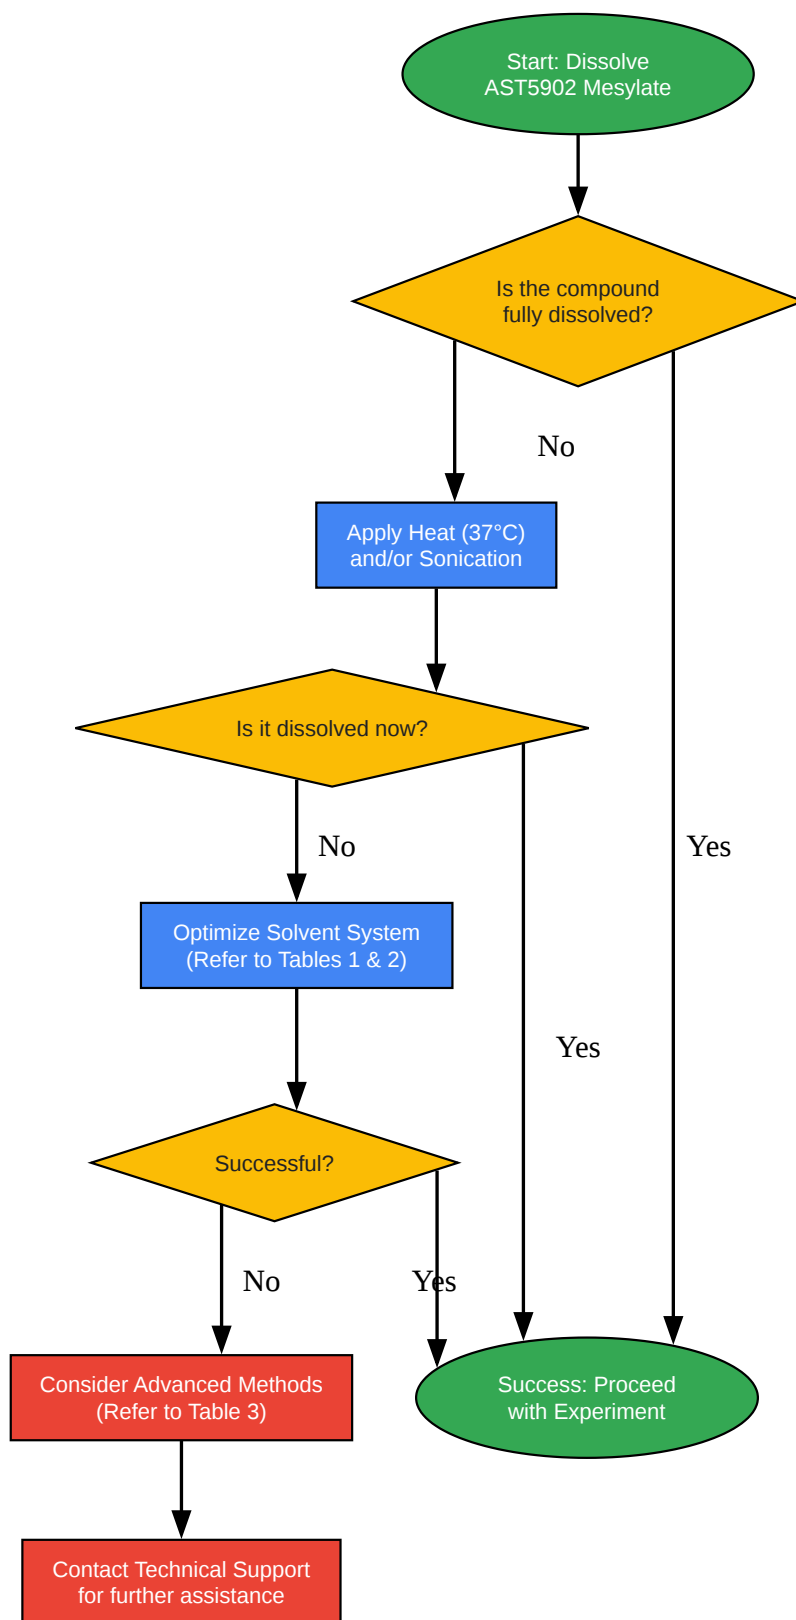 Start: Dissolve
AST5902 Mesylate
Is the compound
fully dissolved?
No
Apply Heat (37°C)
and/or Sonication
Is it dissolved now?
No
Yes
Optimize Solvent System
(Refer to Tables 1 & 2)
Yes
Successful?
No
Yes
Consider Advanced Methods
(Refer to Table 3)
Success: Proceed
with Experiment
Contact Technical Support
for further assistance